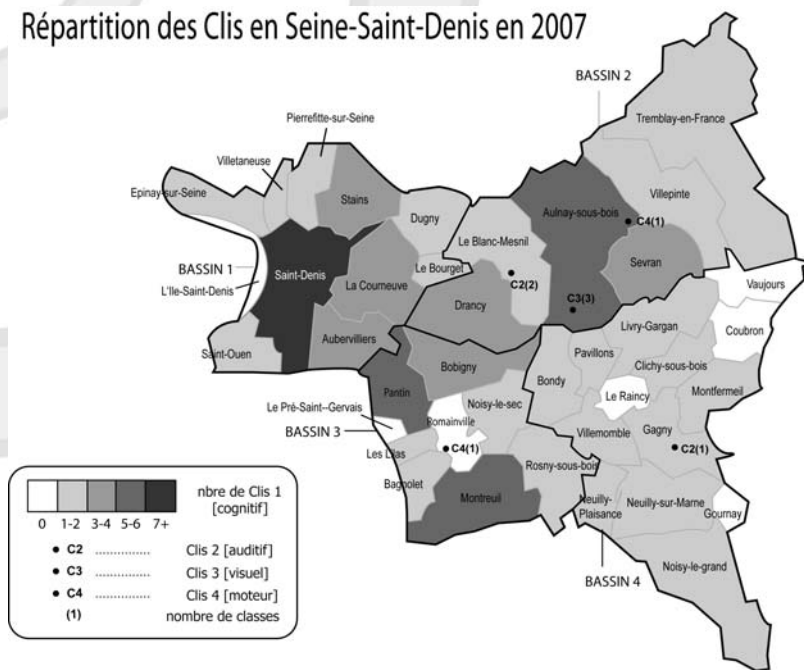 Répartition des Clis en Seine-Saint-Denis en 2007
BASSIN 2
Tremblay-en-France
Pierrefitte-sur-Seine
Villetaneuse
Epinay-sur-Seine
Stains
Villepinte
Aulnay-sous-bois
C4(1)
Dugny
Le Blanc-Mesnil
Sevran
BASSIN 1
Saint-Denis
Le Bourget
C2(2)
L'Ile-Saint-Denis
La Courneuve
Vaujours
Drancy
C3(3)
Coubron
Livry-Gargan
Saint-Ouen
Aubervilliers
Pavillons
Clichy-sous-bois
Bobigny
Bondy
Pantin
Montfermeil
Le Raincy
Le Pré-Saint--Gervais
Noisy-le-sec
Romainville
BASSIN 3
Villemomble
Gagny
C4(1)
C2(1)
Les Lilas
Rosny-sous-bois
Bagnolet
Montreuil
Neuilly-
Plaisance
Neuilly-sur-Marne
Gournay
BASSIN 4
Noisy-le-grand
nbre de Clis 1
[cognitif]
0 1-2 3-4 5-6 7+
C2 ............... Clis 2 [auditif]
C3 ............... Clis 3 [visuel]
C4 ............... Clis 4 [moteur]
(1) nombre de classes